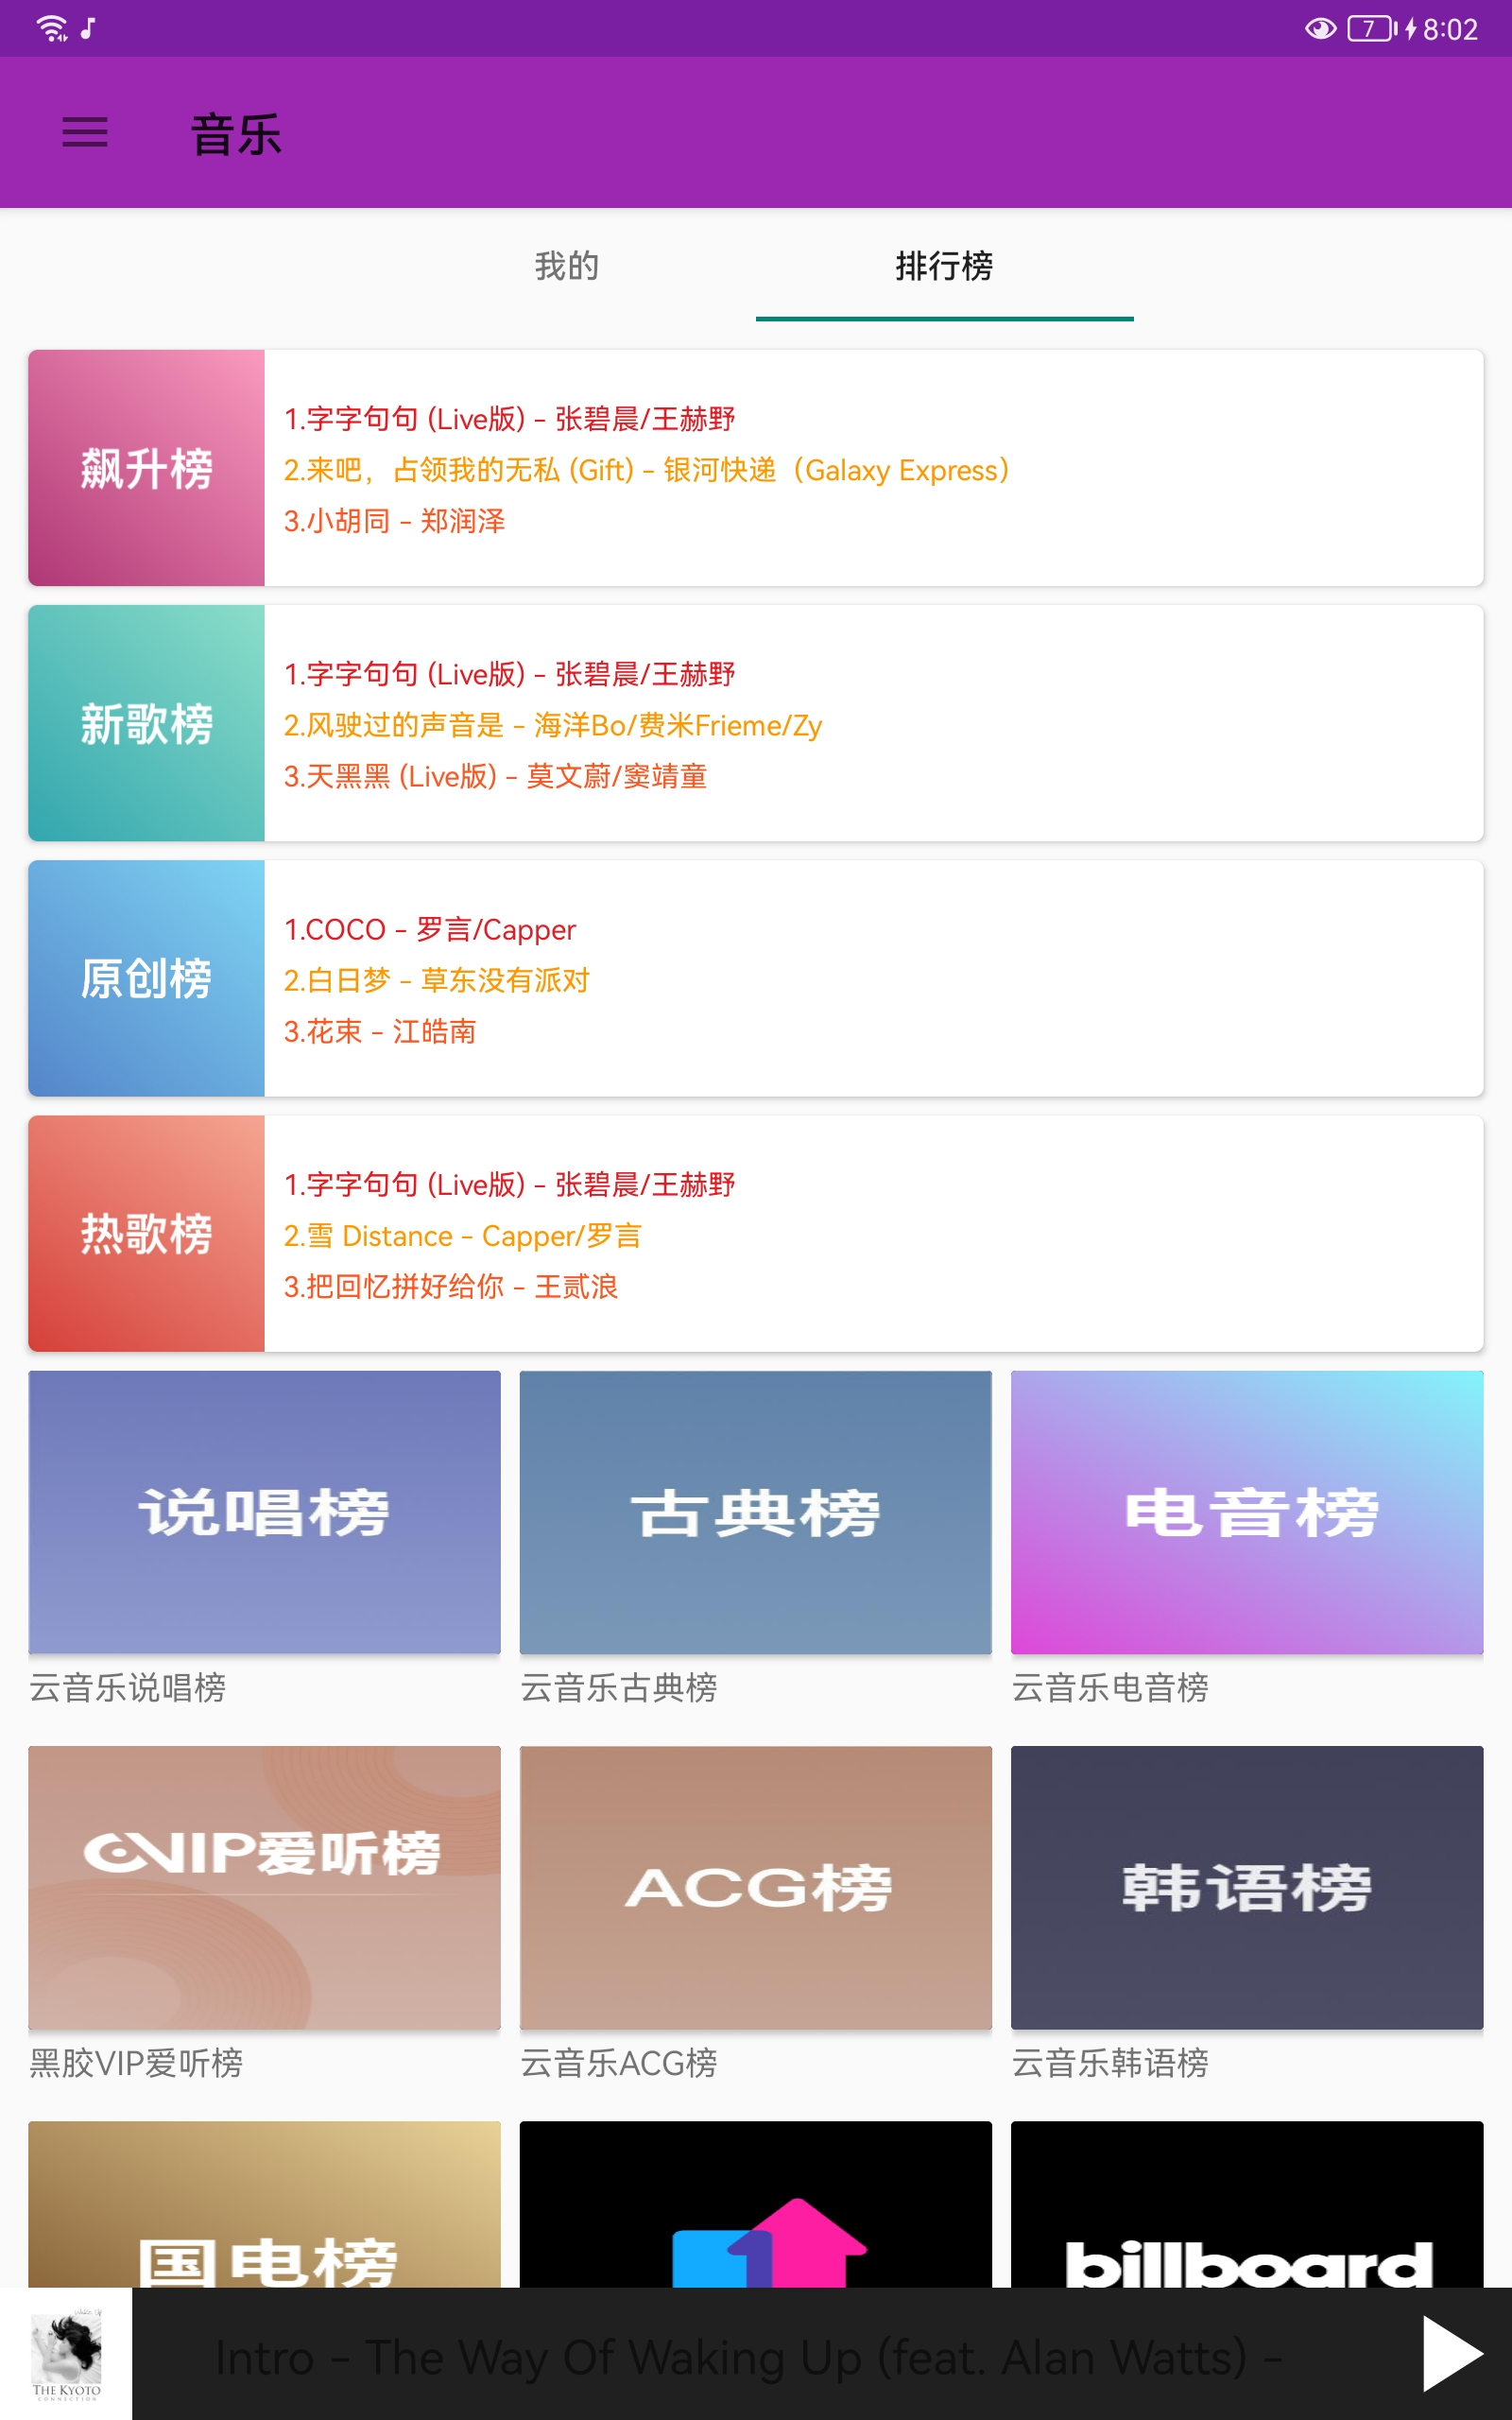 7 8:02
音乐
我的 排行榜
飙升榜
1.字字句句 (Live版) - 张碧晨/王赫野
2.来吧，占领我的无私 (Gift) - 银河快递（Galaxy Express）
3.小胡同 - 郑润泽
新歌榜
1.字字句句 (Live版) - 张碧晨/王赫野
2.风驶过的声音是 - 海洋Bo/费米Frieme/Zy
3.天黑黑 (Live版) - 莫文蔚/窦靖童
原创榜
1.COCO - 罗言/Capper
2.白日梦 - 草东没有派对
3.花束 - 江皓南
热歌榜
1.字字句句 (Live版) - 张碧晨/王赫野
2.雪 Distance - Capper/罗言
3.把回忆拼好给你 - 王贰浪
说唱榜 古典榜 电音榜
云音乐说唱榜 云音乐古典榜 云音乐电音榜
VIP爱听榜 ACG榜 韩语榜
黑胶VIP爱听榜 云音乐ACG榜 云音乐韩语榜
国电榜 1 billboard
THE KYOTO
CONNECTION
Intro - The Way Of Waking Up (feat. Alan Watts) -